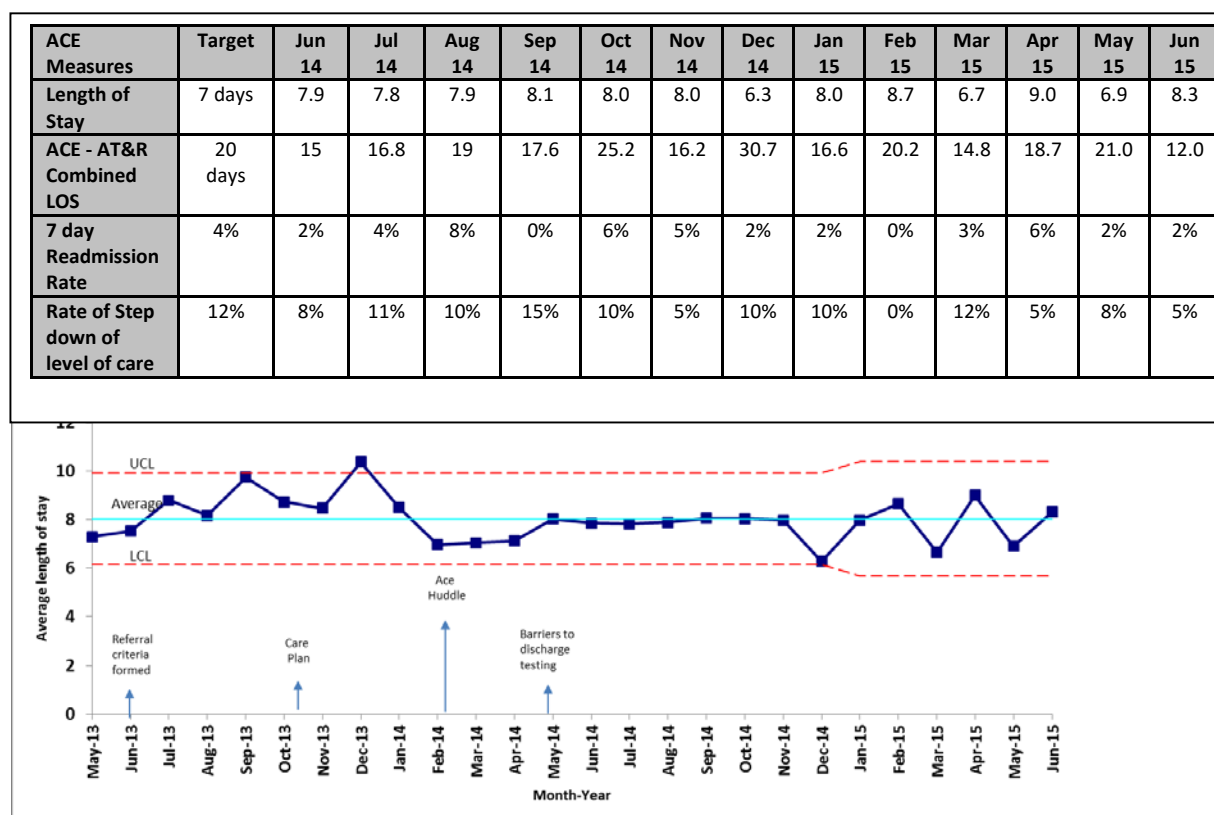 ACE Measures Target Jun 14 Jul 14 Aug 14 Sep 14 Oct 14 Nov 14 Dec 14 Jan 15 Feb 15 Mar 15 Apr 15 May 15 Jun 15
Length of Stay 7 days 7.9 7.8 7.9 8.1 8.0 8.0 6.3 8.0 8.7 6.7 9.0 6.9 8.3
ACE - AT&R Combined LOS 20 days 15 16.8 19 17.6 25.2 16.2 30.7 16.6 20.2 14.8 18.7 21.0 12.0
7 day Readmission Rate 4% 2% 4% 8% 0% 6% 5% 2% 2% 0% 3% 6% 2% 2%
Rate of Step down of level of care 12% 8% 11% 10% 15% 10% 5% 10% 10% 0% 12% 5% 8% 5%
12
10
8
6
4
2
0
Average length of stay
UCL
Average
LCL
Referral
criteria
formed
Care
Plan
Ace
Huddle
Barriers to
discharge
testing
May-13 Jun-13 Jul-13 Aug-13 Sep-13 Oct-13 Nov-13 Dec-13 Jan-14 Feb-14 Mar-14 Apr-14 May-14 Jun-14 Jul-14 Aug-14 Sep-14 Oct-14 Nov-14 Dec-14 Jan-15 Feb-15 Mar-15 Apr-15 May-15 Jun-15
Month-Year